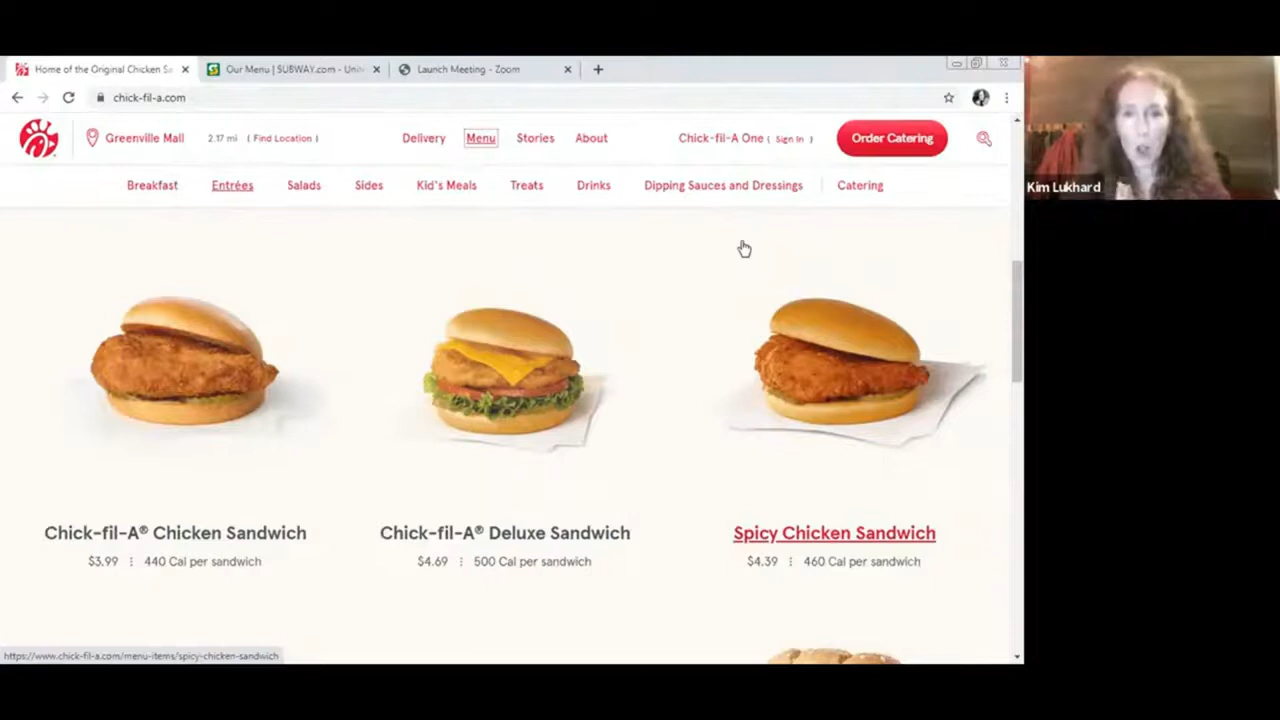 Home of the Original Chicken Sa
Our Menu | SUBWAY.com - Unit
Launch Meeting - Zoom
chick-fil-a.com
Greenville Mall 2.17 mi ( Find Location )
Delivery Menu Stories About
Chick-fil-A One ( Sign In ) Order Catering
Breakfast Entrées Salads Sides Kid's Meals Treats Drinks Dipping Sauces and Dressings Catering
Kim Lukhard
Chick-fil-A® Chicken Sandwich
$3.99 ⋮ 440 Cal per sandwich
Chick-fil-A® Deluxe Sandwich
$4.69 ⋮ 500 Cal per sandwich
Spicy Chicken Sandwich
$4.39 ⋮ 460 Cal per sandwich
https://www.chick-fil-a.com/menu-items/spicy-chicken-sandwich